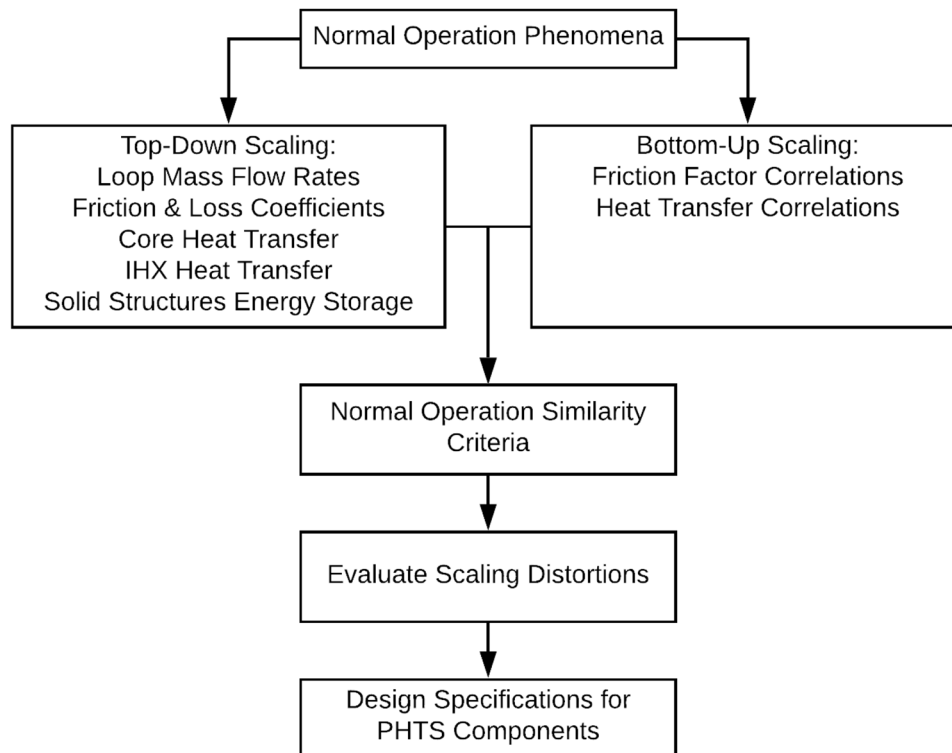 Normal Operation Phenomena
Top-Down Scaling:
Loop Mass Flow Rates
Friction & Loss Coefficients
Core Heat Transfer
IHX Heat Transfer
Solid Structures Energy Storage
Bottom-Up Scaling:
Friction Factor Correlations
Heat Transfer Correlations
Normal Operation Similarity
Criteria
Evaluate Scaling Distortions
Design Specifications for
PHTS Components